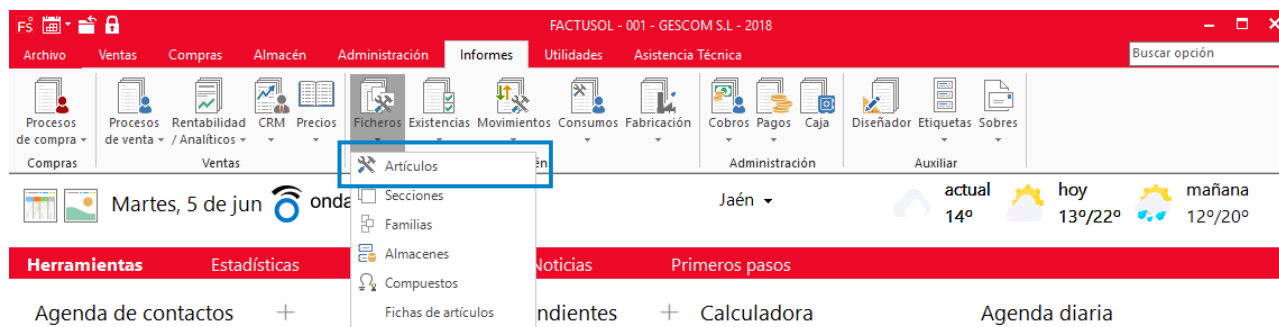 FS
FACTUSOL - 001 - GESCOM S.L - 2018
Archivo Ventas Compras Almacén Administración Informes Utilidades Asistencia Técnica Buscar opción
Procesos de compra
Procesos de venta
Rentabilidad / Analíticos
CRM
Precios
Ficheros
Existencias
Movimientos
Consumos
Fabricación
Cobros
Pagos
Caja
Diseñador
Etiquetas
Sobres
Compras
Ventas
Administración
Auxiliar
Artículos
Secciones
Familias
Almacenes
Compuestos
Fichas de artículos
Martes, 5 de jun
onda
Jaén
actual
14º
hoy
13º/22º
mañana
12º/20º
Herramientas Estadísticas Noticias Primeros pasos
Agenda de contactos + ndientes + Calculadora Agenda diaria